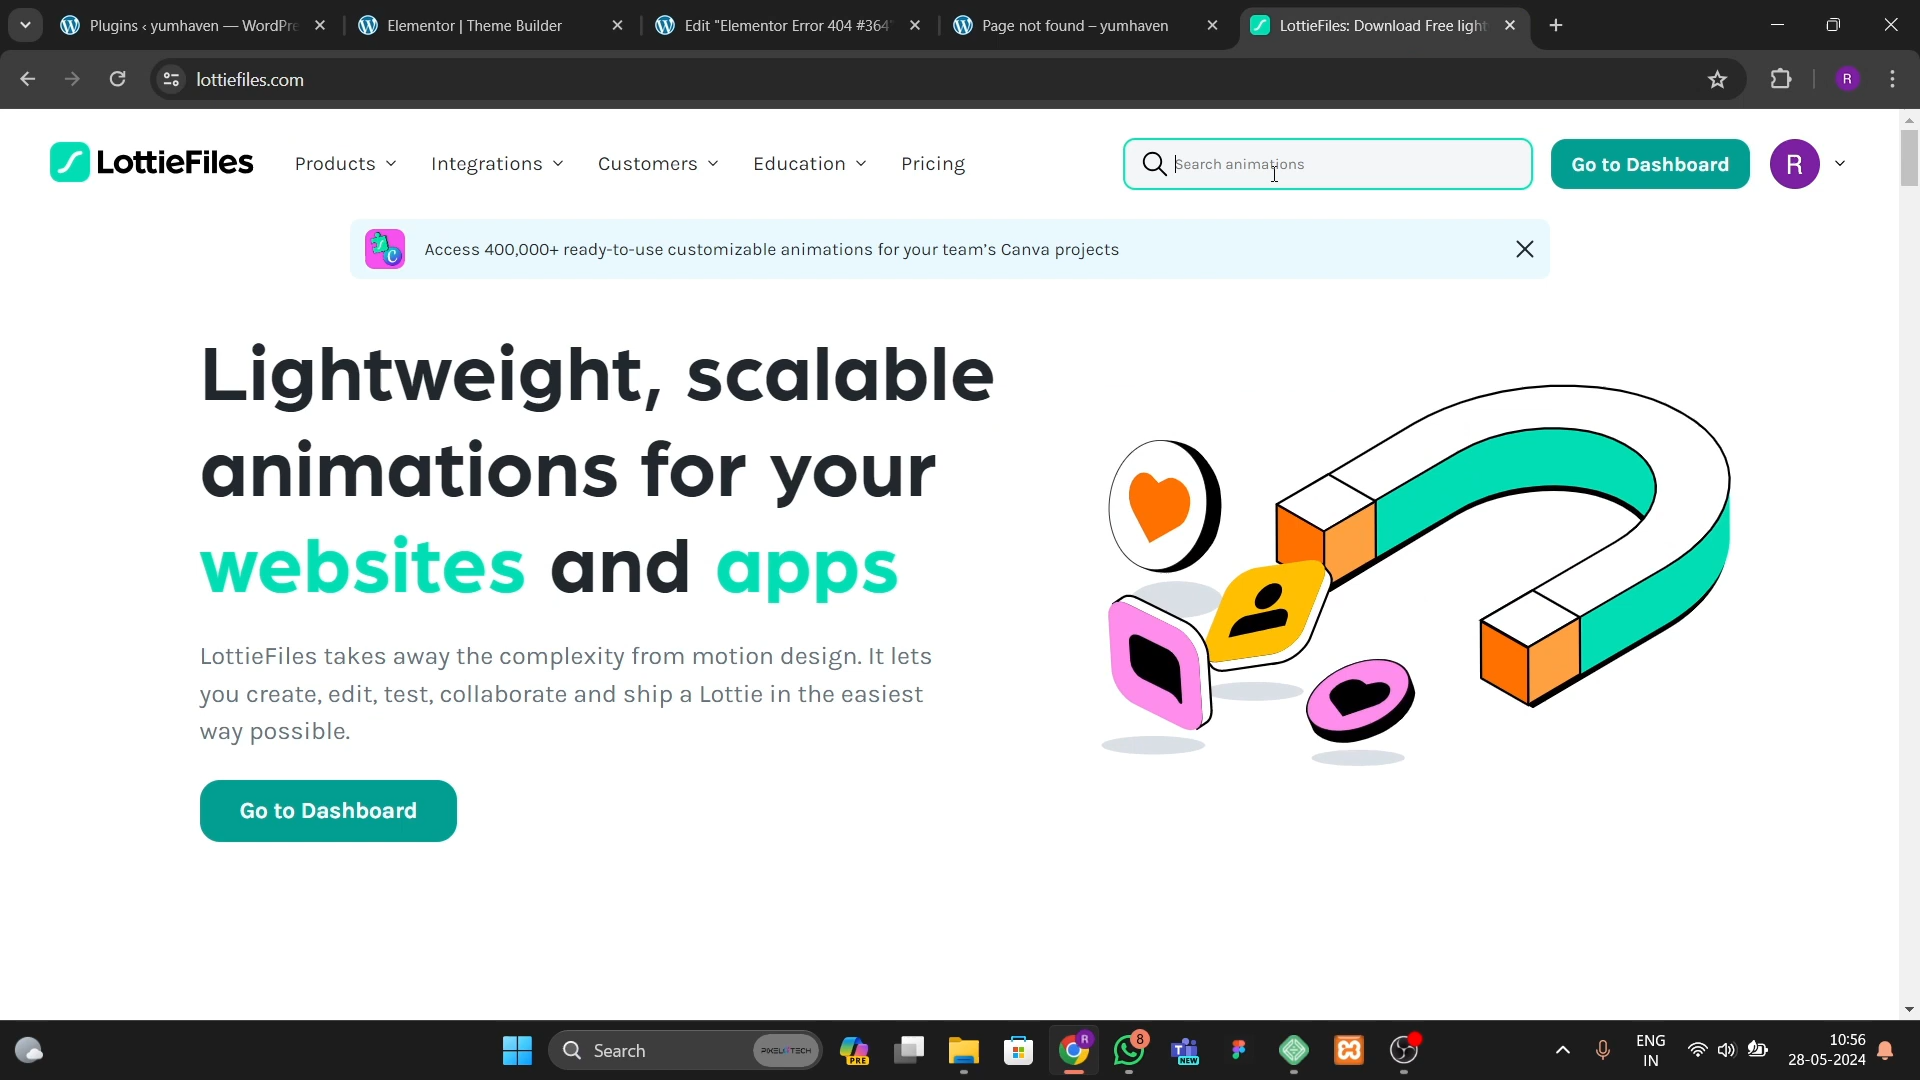 Plugins ‹ yumhaven — WordPre
Elementor | Theme Builder
Edit "Elementor Error 404 #364"
Page not found – yumhaven
LottieFiles: Download Free light
lottiefiles.com
R
LottieFiles
Products
Integrations
Customers
Education
Pricing
Search animations
Go to Dashboard
R
Access 400,000+ ready-to-use customizable animations for your team's Canva projects
Lightweight, scalable
animations for your
websites and apps
LottieFiles takes away the complexity from motion design. It lets
you create, edit, test, collaborate and ship a Lottie in the easiest
way possible.
Go to Dashboard
Search
PRE
R
8
NEW
ENG
IN
10:56
28-05-2024